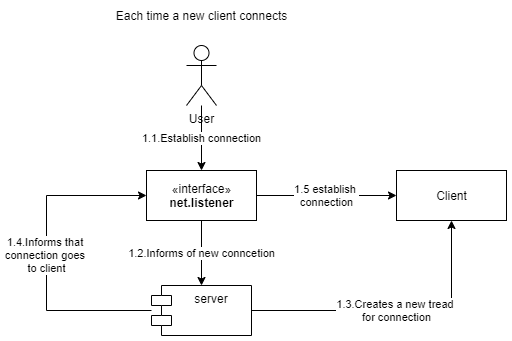 Each time a new client connects
User
1.1.Establish connection
«interface»
net.listener
1.5 establish
connection
Client
1.4.Informs that
connection goes
to client
1.2.Informs of new conncetion
server
1.3.Creates a new tread
for connection